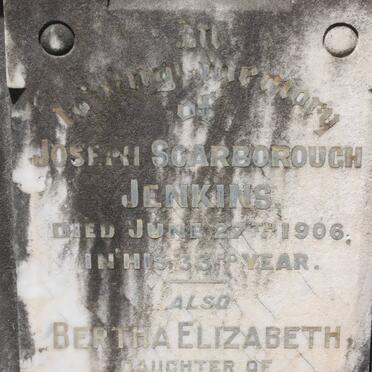 In
Loving Memory
of
JOSEPH SCARBOROUGH
JENKINS,
DIED JUNE 27TH 1906,
IN HIS 33RD YEAR.
ALSO
BERTHA ELIZABETH,
DAUGHTER OF